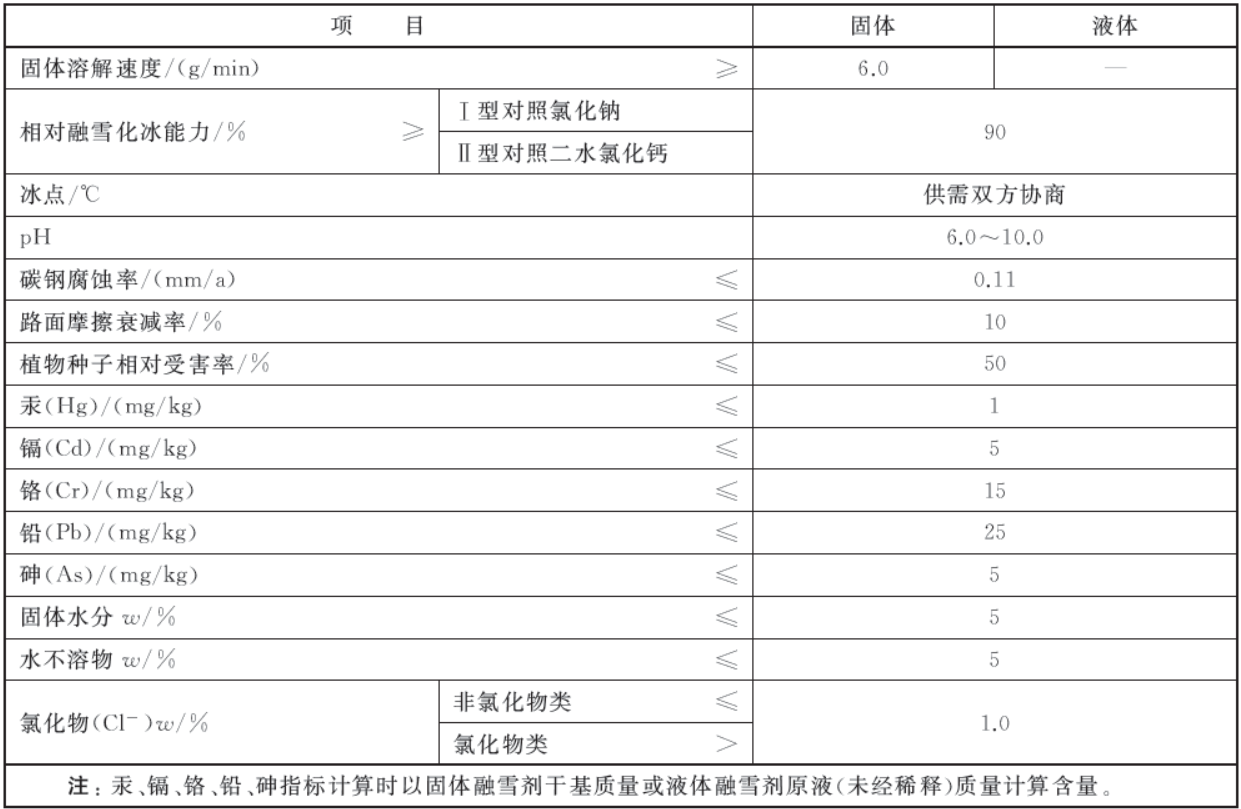 项 目 固体 液体
固体溶解速度/(g/min) ≥ 6.0 —
相对融雪化冰能力/% ≥ Ⅰ型对照氯化钠 90
Ⅱ型对照二水氯化钙
冰点/℃ 供需双方协商
pH 6.0～10.0
碳钢腐蚀率/(mm/a) ≤ 0.11
路面摩擦衰减率/% ≤ 10
植物种子相对受害率/% ≤ 50
汞(Hg)/(mg/kg) ≤ 1
镉(Cd)/(mg/kg) ≤ 5
铬(Cr)/(mg/kg) ≤ 15
铅(Pb)/(mg/kg) ≤ 25
砷(As)/(mg/kg) ≤ 5
固体水分 w/% ≤ 5
水不溶物 w/% ≤ 5
氯化物(Cl⁻)w/% 非氯化物类 ≤ 1.0
氯化物类 >
注：汞、镉、铬、铅、砷指标计算时以固体融雪剂干基质量或液体融雪剂原液(未经稀释)质量计算含量。